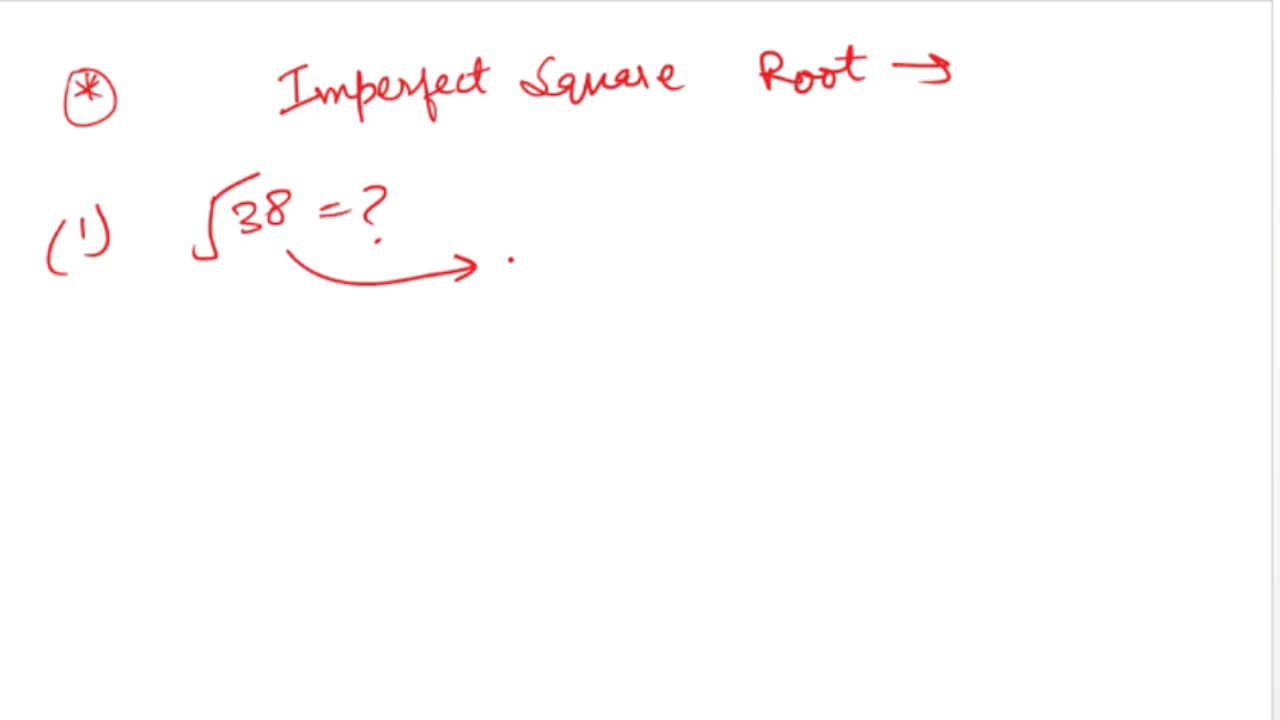 * Imperfect Square Root →
(1) √38 = ?